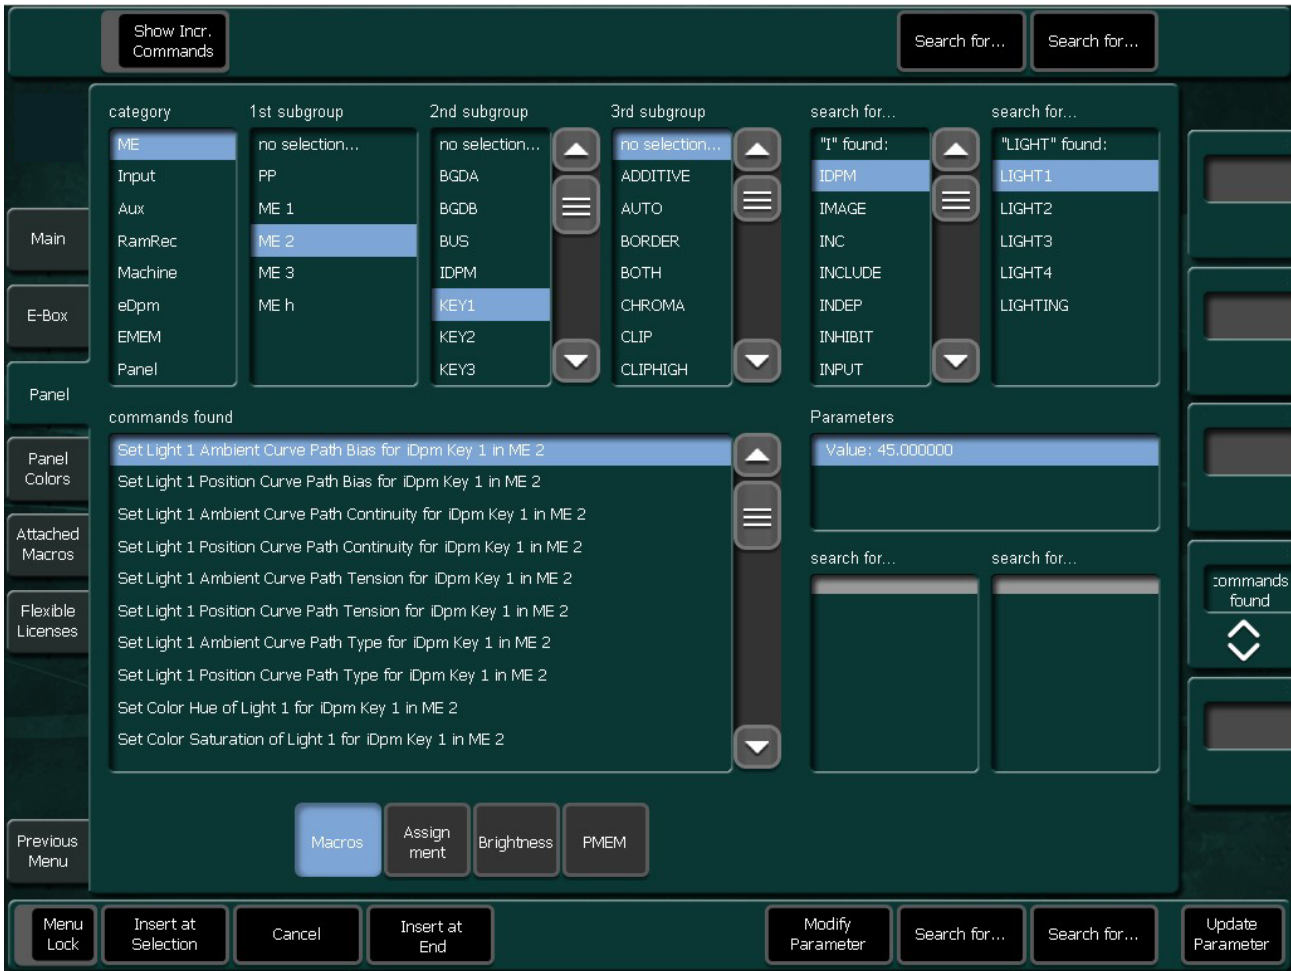 Show Incr.
Commands
Search for...
Search for...
category
1st subgroup
2nd subgroup
3rd subgroup
search for...
search for...
ME
Input
Aux
RamRec
Machine
eDpm
EMEM
Panel
no selection...
PP
ME 1
ME 2
ME 3
ME h
no selection...
BGDA
BGDB
BUS
IDPM
KEY1
KEY2
KEY3
no selection...
ADDITIVE
AUTO
BORDER
BOTH
CHROMA
CLIP
CLIPHIGH
"I" found:
IDPM
IMAGE
INC
INCLUDE
INDEP
INHIBIT
INPUT
"LIGHT" found:
LIGHT1
LIGHT2
LIGHT3
LIGHT4
LIGHTING
Main
E-Box
Panel
Panel
Colors
Attached
Macros
Flexible
Licenses
Previous
Menu
commands found
Set Light 1 Ambient Curve Path Bias for iDpm Key 1 in ME 2
Set Light 1 Position Curve Path Bias for iDpm Key 1 in ME 2
Set Light 1 Ambient Curve Path Continuity for iDpm Key 1 in ME 2
Set Light 1 Position Curve Path Continuity for iDpm Key 1 in ME 2
Set Light 1 Ambient Curve Path Tension for iDpm Key 1 in ME 2
Set Light 1 Position Curve Path Tension for iDpm Key 1 in ME 2
Set Light 1 Ambient Curve Path Type for iDpm Key 1 in ME 2
Set Light 1 Position Curve Path Type for iDpm Key 1 in ME 2
Set Color Hue of Light 1 for iDpm Key 1 in ME 2
Set Color Saturation of Light 1 for iDpm Key 1 in ME 2
Parameters
Value: 45.000000
search for...
search for...
commands
found
Macros
Assign
ment
Brightness
PMEM
Menu
Lock
Insert at
Selection
Cancel
Insert at
End
Modify
Parameter
Search for...
Search for...
Update
Parameter